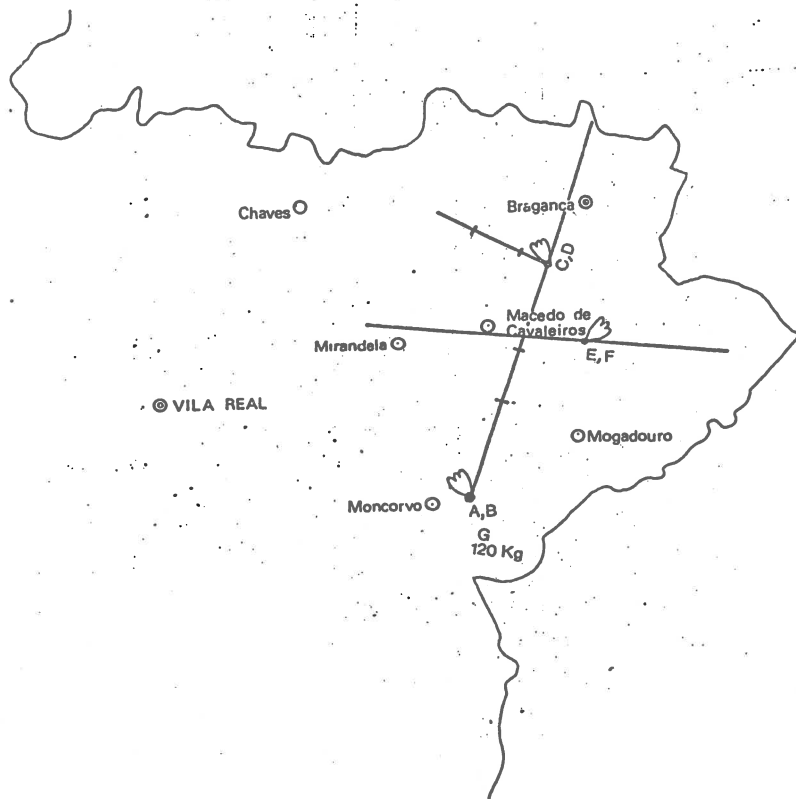 Bragança
Chaves
C,D
Macedo de
Cavaleiros
Mirandela
E,F
VILA REAL
Mogadouro
Moncorvo
A,B
G
120 Kg